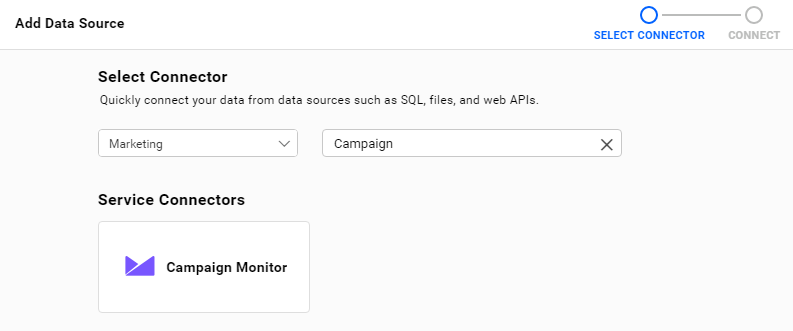 Add Data Source
SELECT CONNECTOR
CONNECT
Select Connector
Quickly connect your data from data sources such as SQL, files, and web APIs.
Marketing
Campaign
Service Connectors
Campaign Monitor